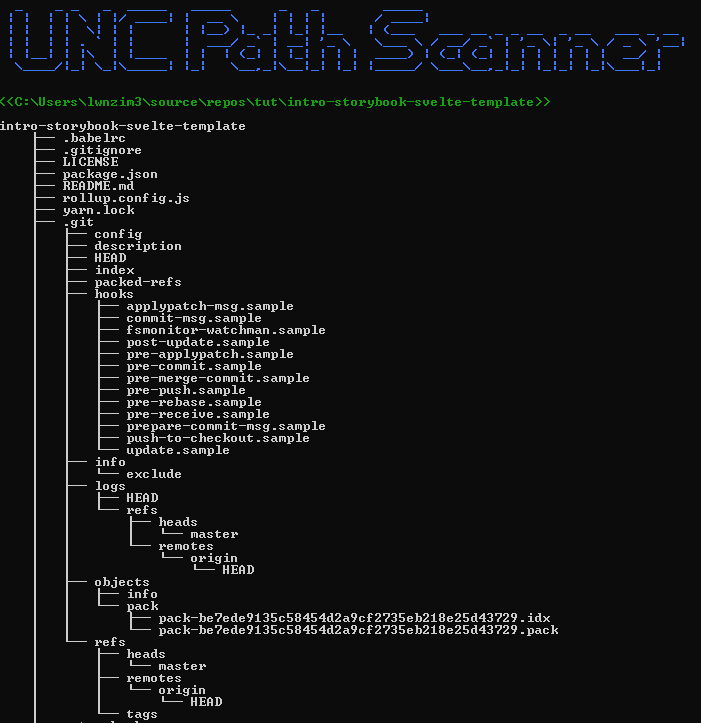 UNC Path Scanner
<<C:\Users\lwnzim3\source\repos\tut\intro-storybook-svelte-template>>
intro-storybook-svelte-template
├── .babelrc
├── .gitignore
├── LICENSE
├── package.json
├── README.md
├── rollup.config.js
├── yarn.lock
├── .git
│   ├── config
│   ├── description
│   ├── HEAD
│   ├── index
│   ├── packed-refs
│   ├── hooks
│   │   ├── applypatch-msg.sample
│   │   ├── commit-msg.sample
│   │   ├── fsmonitor-watchman.sample
│   │   ├── post-update.sample
│   │   ├── pre-applypatch.sample
│   │   ├── pre-commit.sample
│   │   ├── pre-merge-commit.sample
│   │   ├── pre-push.sample
│   │   ├── pre-rebase.sample
│   │   ├── pre-receive.sample
│   │   ├── prepare-commit-msg.sample
│   │   ├── push-to-checkout.sample
│   │   └── update.sample
│   ├── info
│   │   └── exclude
│   ├── logs
│   │   ├── HEAD
│   │   └── refs
│   │       ├── heads
│   │       │   └── master
│   │       └── remotes
│   │           └── origin
│   │               └── HEAD
│   ├── objects
│   │   ├── info
│   │   └── pack
│   │       ├── pack-be7ede9135c58454d2a9cf2735eb218e25d43729.idx
│   │       └── pack-be7ede9135c58454d2a9cf2735eb218e25d43729.pack
│   └── refs
│       ├── heads
│       │   └── master
│       ├── remotes
│       │   └── origin
│       │       └── HEAD
│       └── tags